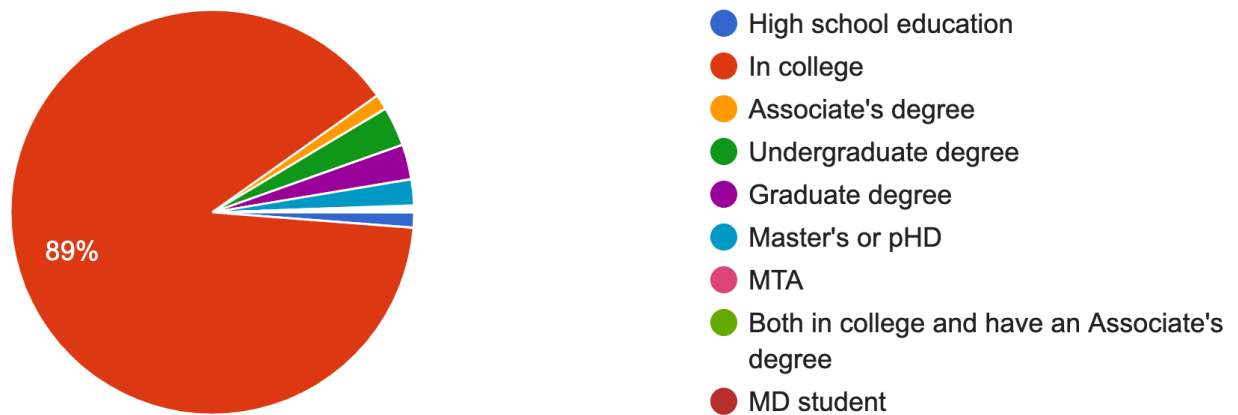 89%
High school education
In college
Associate's degree
Undergraduate degree
Graduate degree
Master's or pHD
MTA
Both in college and have an Associate's
degree
MD student